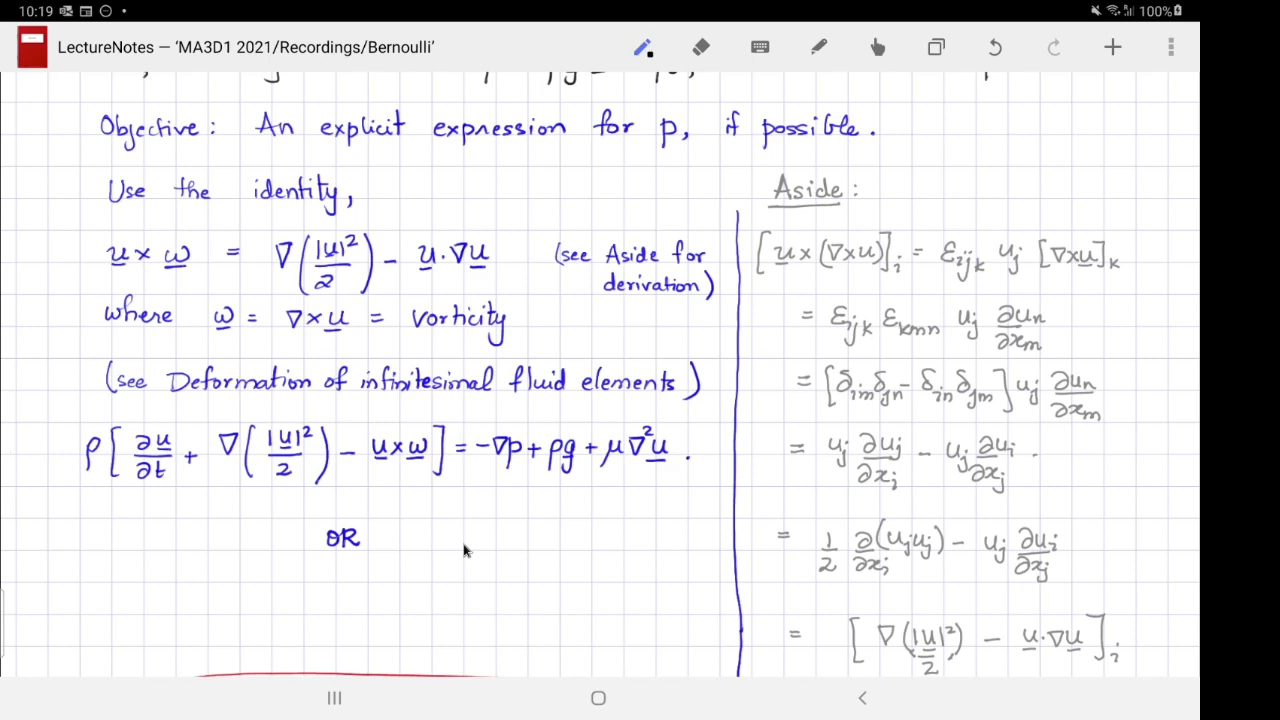 10:19
100%
LectureNotes — ‘MA3D1 2021/Recordings/Bernoulli’
Objective: An explicit expression for p, if possible.
Use the identity,
u × ω = ∇(|u|²/2) − u·∇u (see Aside for derivation)
where ω = ∇×u = vorticity
(see Deformation of infinitesimal fluid elements)
ρ[∂u/∂t + ∇(|u|²/2) − u×ω] = −∇p + ρg + μ∇²u.
OR
Aside:
[u×(∇×u)]ᵢ = εᵢⱼₖ uⱼ [∇×u]ₖ
= εᵢⱼₖ εₖₘₙ uⱼ ∂uₙ/∂xₘ
= [δᵢₘδⱼₙ − δᵢₙδⱼₘ] uⱼ ∂uₙ/∂xₘ
= uⱼ ∂uⱼ/∂xᵢ − uⱼ ∂uᵢ/∂xⱼ.
= 1/2 ∂/∂xᵢ (uⱼuⱼ) − uⱼ ∂uᵢ/∂xⱼ
= [∇(|u|²/2) − u·∇u]ᵢ